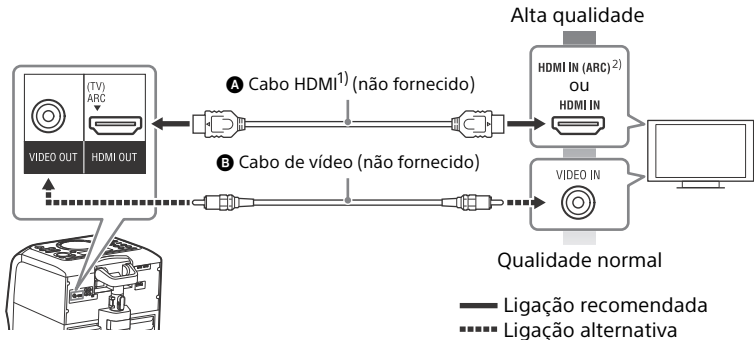 Alta qualidade
(TV)
ARC
VIDEO OUT
HDMI OUT
A Cabo HDMI1) (não fornecido)
HDMI IN (ARC)2)
ou
HDMI IN
B Cabo de vídeo (não fornecido)
VIDEO IN
Qualidade normal
Ligação recomendada
Ligação alternativa